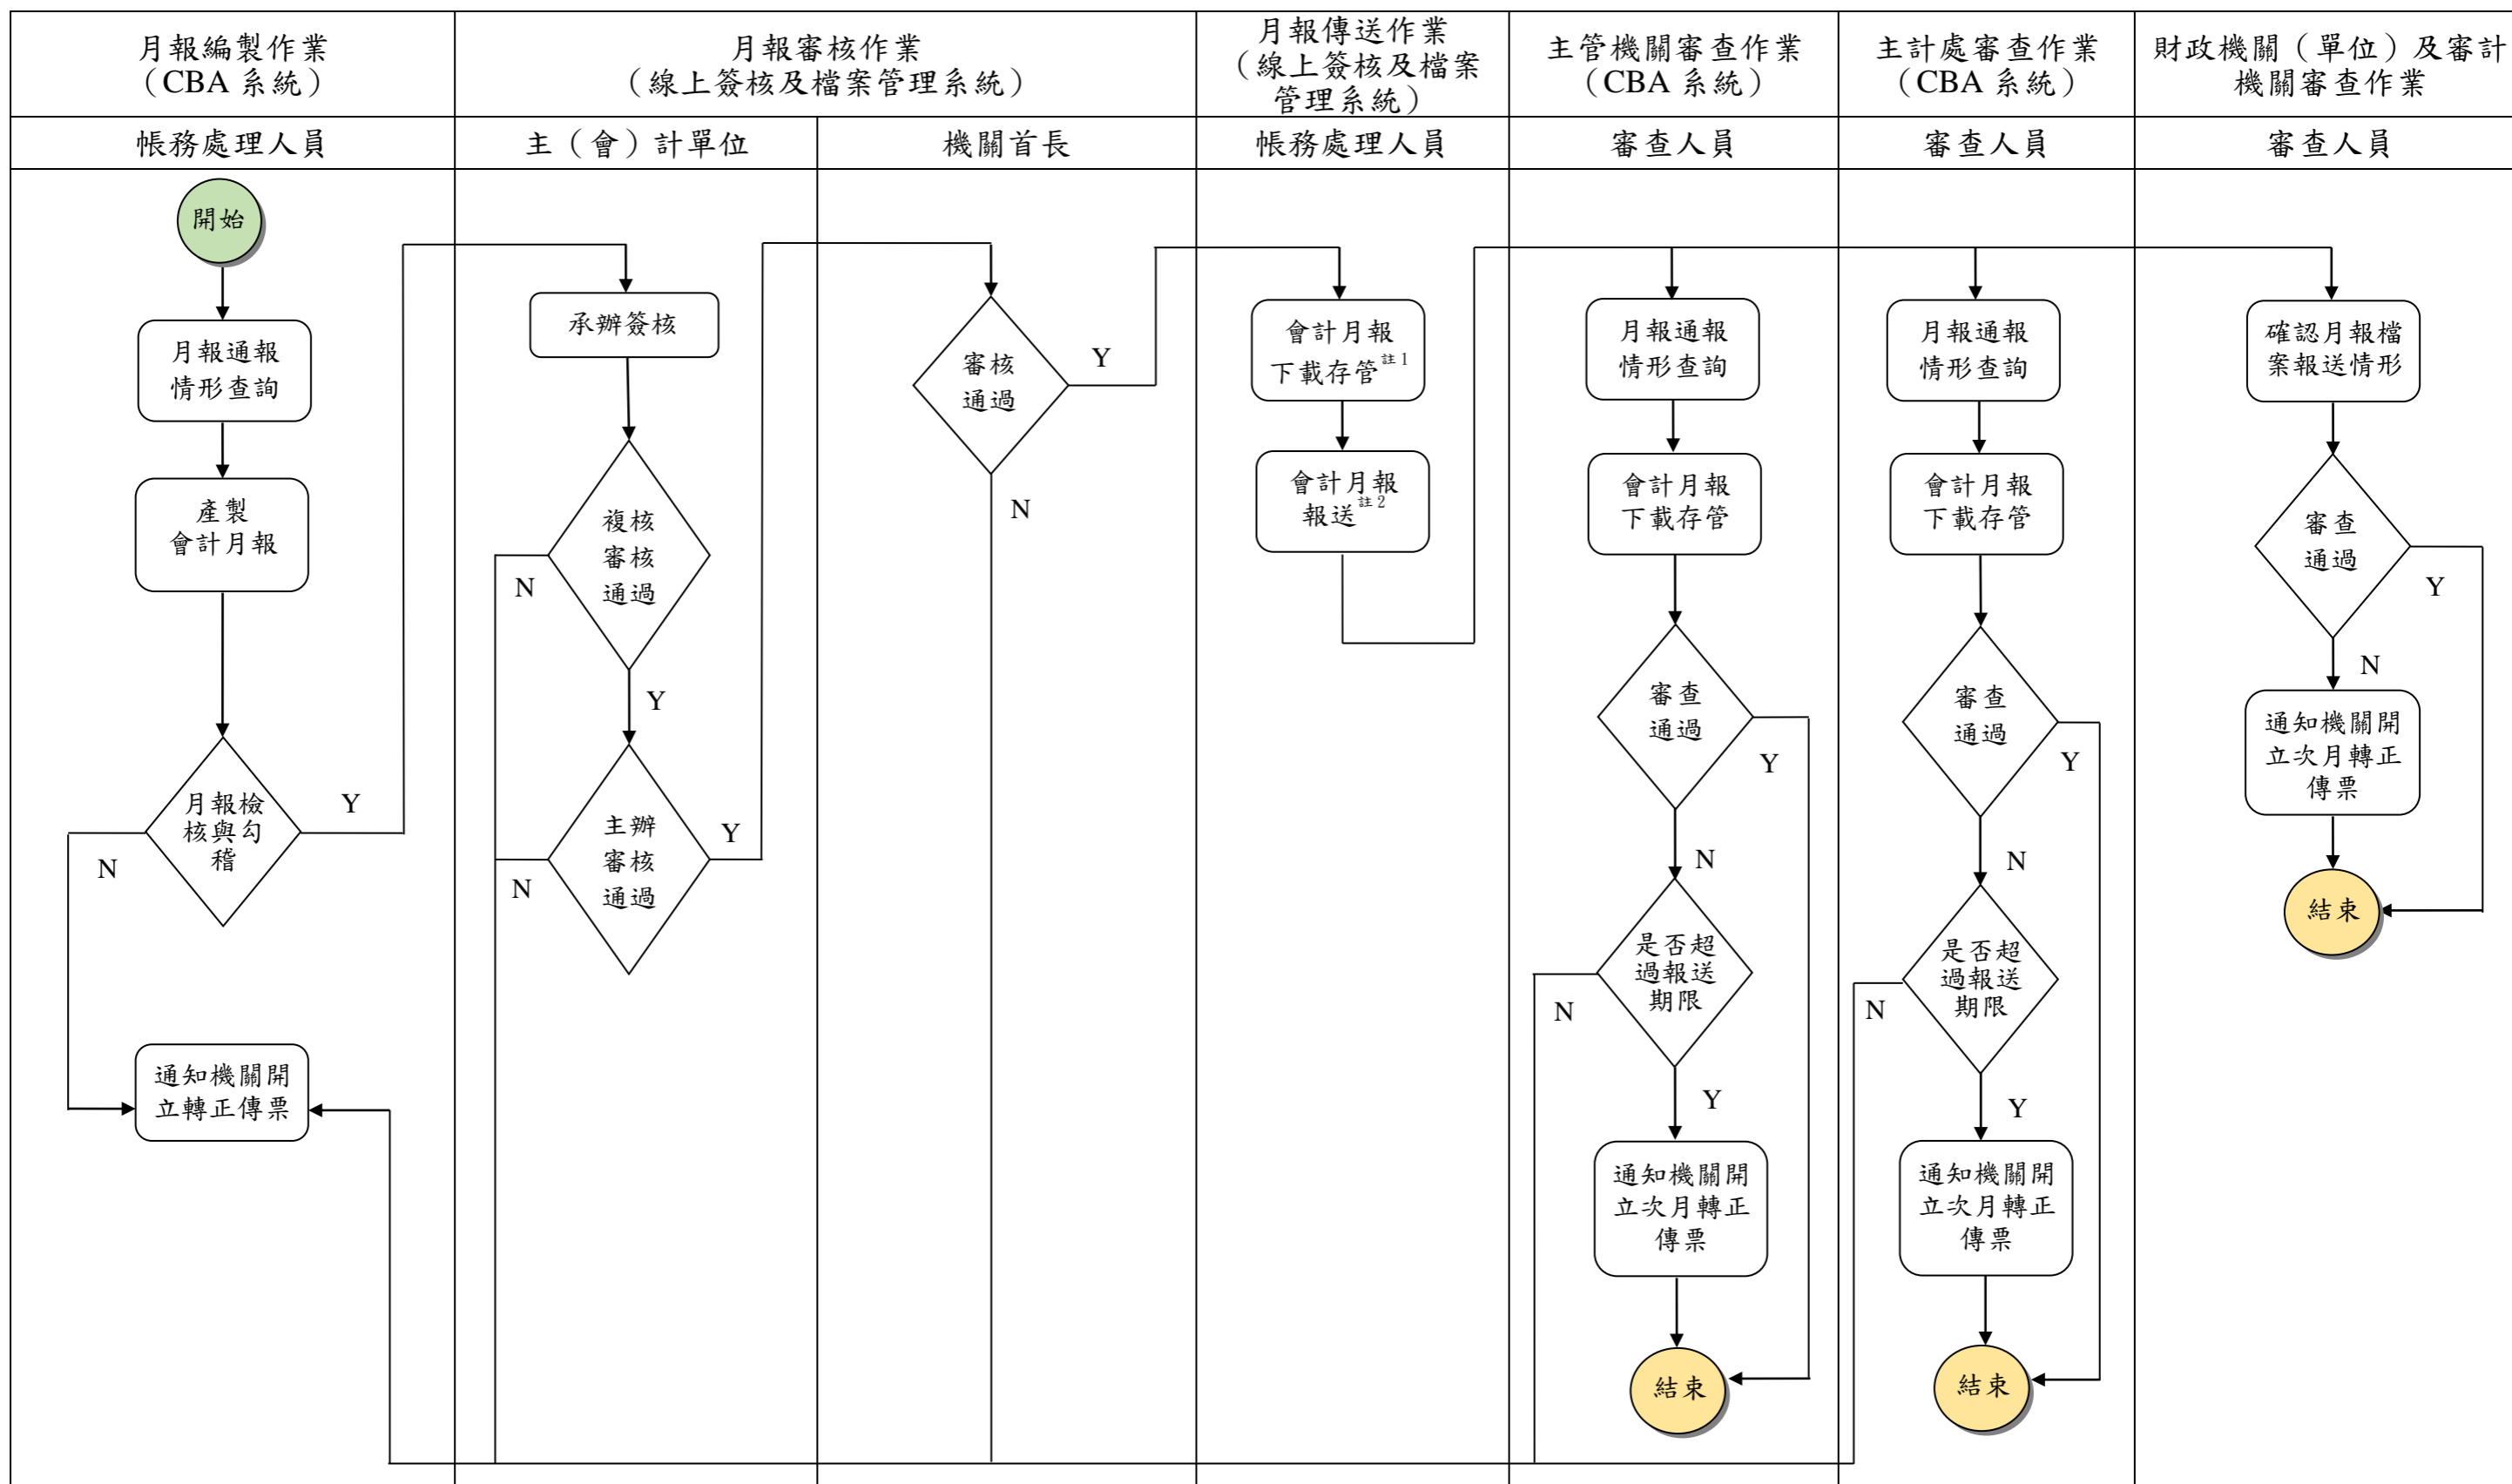 月報編製作業
（CBA 系統）
月報審核作業
（線上簽核及檔案管理系統）
月報傳送作業
（線上簽核及檔案
管理系統）
主管機關審查作業
（CBA 系統）
主計處審查作業
（CBA 系統）
財政機關（單位）及審計
機關審查作業
帳務處理人員
主（會）計單位
機關首長
帳務處理人員
審查人員
審查人員
審查人員
開始
月報通報
情形查詢
產製
會計月報
月報檢
核與勾
稽
Y
N
通知機關開
立轉正傳票
承辦簽核
複核
審核
通過
N
Y
主辦
審核
通過
Y
N
審核
通過
Y
N
會計月報
下載存管註1
會計月報
報送註2
月報通報
情形查詢
會計月報
下載存管
審查
通過
Y
N
是否超
過報送
期限
N
Y
通知機關開
立次月轉正
傳票
結束
月報通報
情形查詢
會計月報
下載存管
審查
通過
Y
N
是否超
過報送
期限
N
Y
通知機關開
立次月轉正
傳票
結束
確認月報檔
案報送情形
審查
通過
Y
N
通知機關開
立次月轉正
傳票
結束